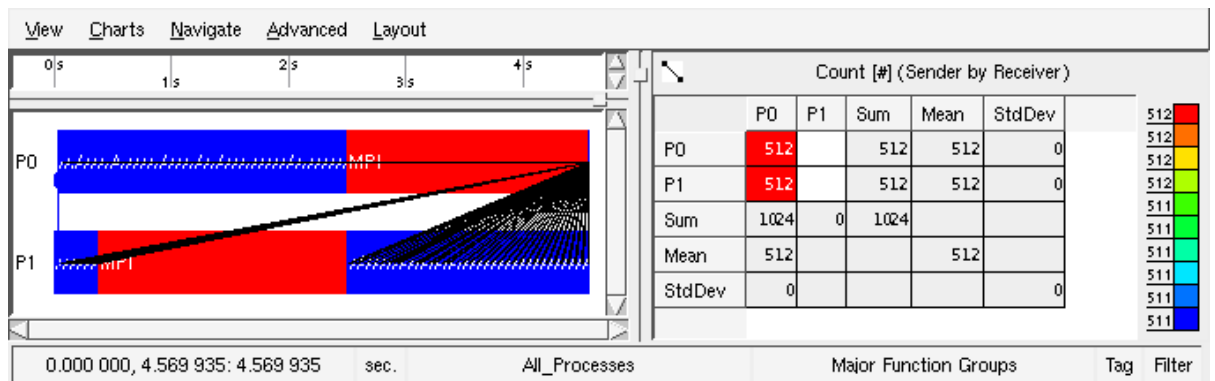 View Charts Navigate Advanced Layout
0 s 1 s 2 s 3 s 4 s
P0 MPI
P1 MPI
Count [#] (Sender by Receiver)
P0 P1 Sum Mean StdDev
P0 512 512 512 0
P1 512 512 512 0
Sum 1024 0 1024
Mean 512 512
StdDev 0 0
512
512
512
512
511
511
511
511
511
511
0.000 000, 4.569 935: 4.569 935 sec. All_Processes Major Function Groups Tag Filter